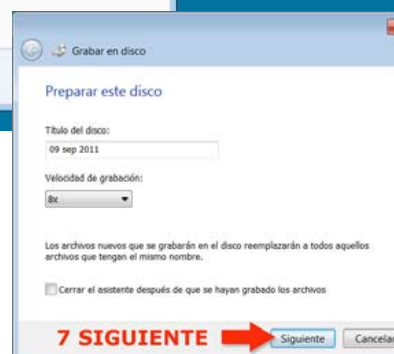 Grabar en disco
Preparar este disco
Título del disco:
09 sep 2011
Velocidad de grabación:
8x
Los archivos nuevos que se grabarán en el disco reemplazarán a todos aquellos
archivos que tengan el mismo nombre.
Cerrar el asistente después de que se hayan grabado los archivos
7 SIGUIENTE Siguiente Cancelar